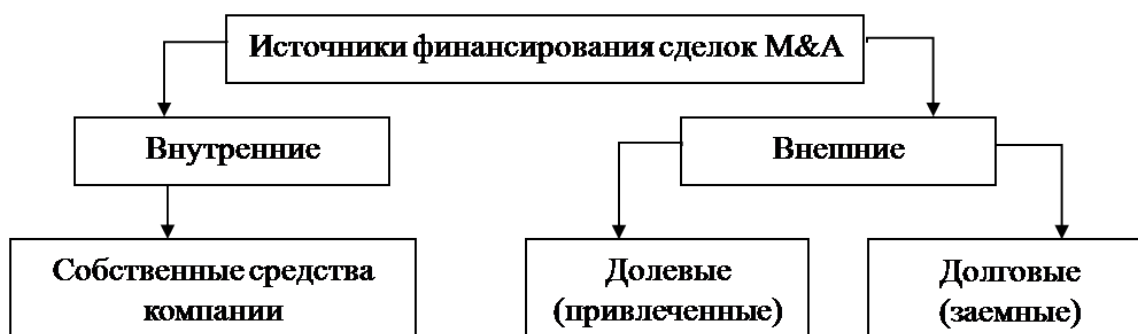 Источники финансирования сделок M&A
Внутренние
Внешние
Собственные средства
компании
Долевые
(привлеченные)
Долговые
(заемные)